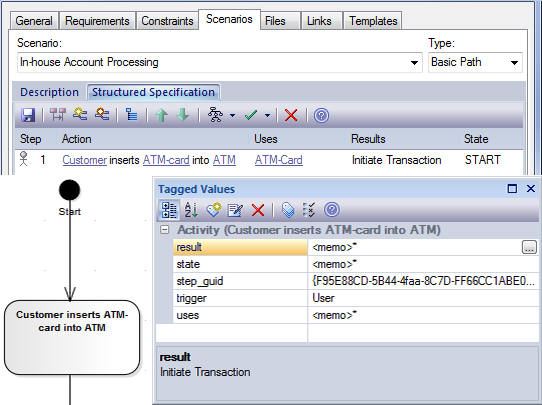 General Requirements Constraints Scenarios Files Links Templates
Scenario: Type:
In-house Account Processing Basic Path
Description Structured Specification
Step Action Uses Results State
1 Customer inserts ATM-card into ATM ATM-Card Initiate Transaction START
Start
Customer inserts ATM-
card into ATM
Tagged Values
Activity (Customer inserts ATM-card into ATM)
result <memo>* ...
state <memo>*
step_guid {F95E88CD-5B44-4faa-8C7D-FF66CC1ABE0...
trigger User
uses <memo>*
result
Initiate Transaction